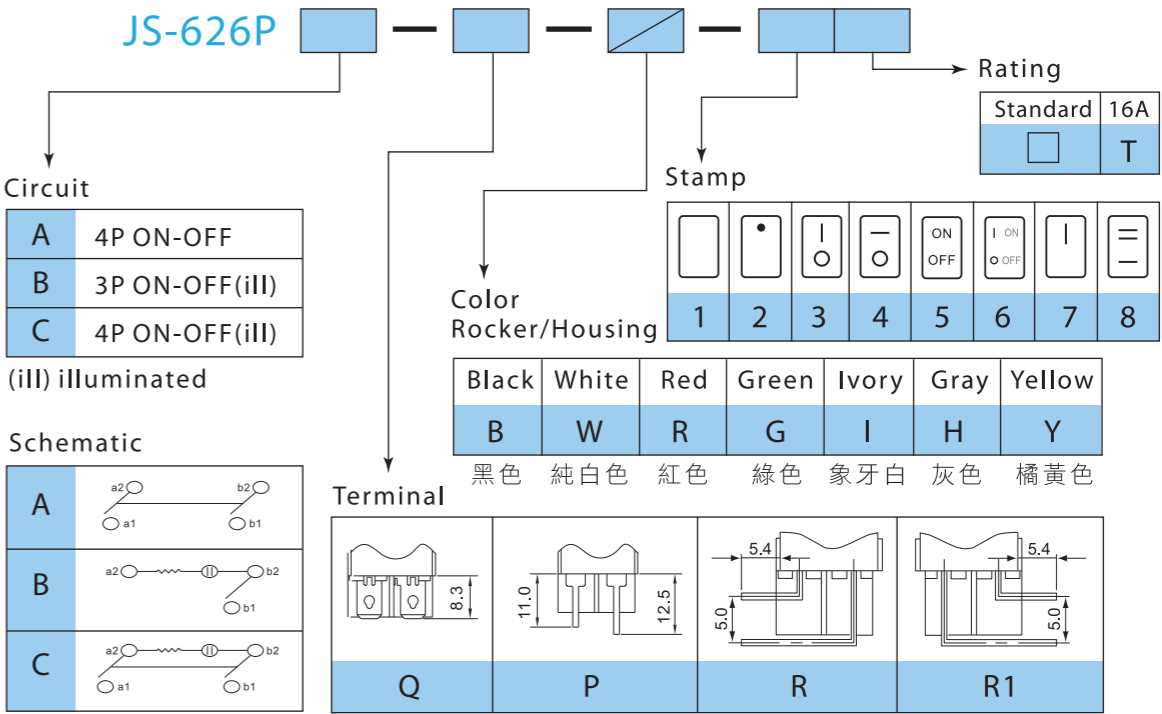 JS-626P
Rating
Standard 16A
T
Stamp
ON
OFF
I ON
O OFF
1 2 3 4 5 6 7 8
Circuit
A 4P ON-OFF
B 3P ON-OFF(ill)
C 4P ON-OFF(ill)
(ill) illuminated
Color
Rocker/Housing
Black White Red Green Ivory Gray Yellow
B W R G I H Y
黑色 純白色 紅色 綠色 象牙白 灰色 橘黃色
Schematic
A a2 b2 a1 b1
B a2 b2 b1
C a2 b2 a1 b1
Terminal
8.3
11.0 12.5
5.4 5.0
5.4 5.0
Q P R R1